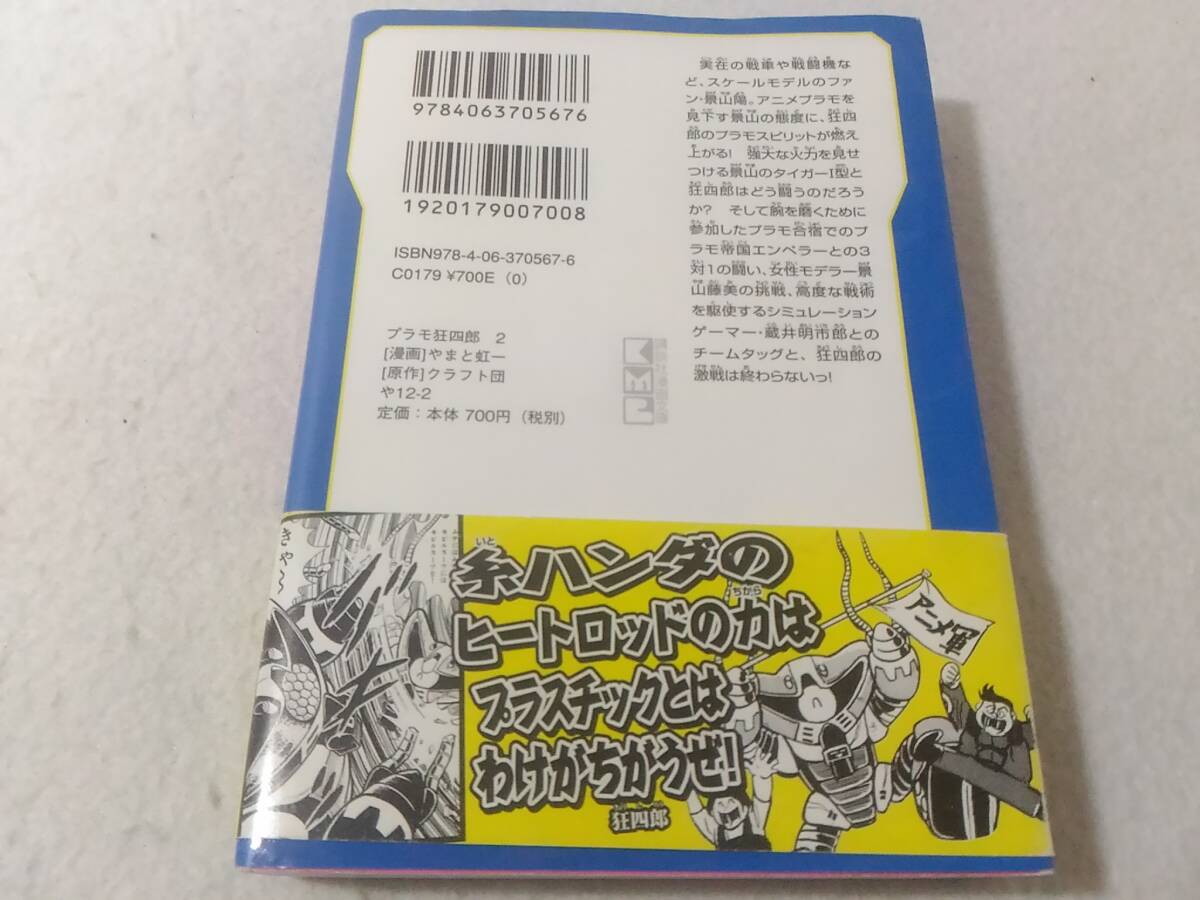 9784063705676
1920179007008
ISBN978-4-06-370567-6
C0179 ¥700E（0）
プラモ狂四郎　2
[漫画]やまと虹一
[原作]クラフト団
や12-2
定価：本体 700円（税別）
実在の戦車や戦闘機な
ど、スケールモデルのファ
ン・景山陽。アニメプラモを
見下す景山の態度に、狂四
郎のプラモスピリットが燃え
上がる!　強大な火力を見せ
つける景山のタイガーⅠ型と
狂四郎はどう闘うのだろう
か?　そして腕を磨くために
参加したプラモ合宿でのプ
ラモ帝国エンペラーとの3
対1の闘い、女性モデラー景
山藤美の挑戦、高度な戦術
を駆使するシミュレーション
ゲーマー・蔵井明市郎との
チームタッグと、狂四郎の
激戦は終わらないっ!
講談社漫画文庫
KMC
きゃ〜
糸ハンダの
ヒートロッドの力は
プラスチックとは
わけがちがうぜ!
狂四郎
アニメ軍